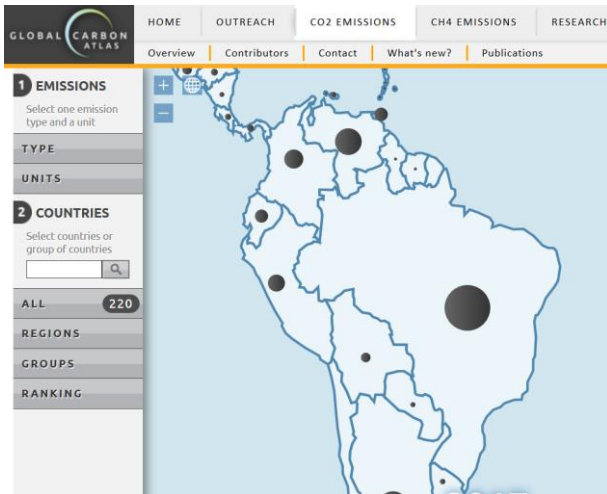 GLOBAL CARBON
ATLAS
HOME OUTREACH CO2 EMISSIONS CH4 EMISSIONS RESEARCH
Overview Contributors Contact What's new? Publications
1 EMISSIONS
Select one emission
type and a unit
TYPE
UNITS
2 COUNTRIES
Select countries or
group of countries
ALL 220
REGIONS
GROUPS
RANKING
+
−